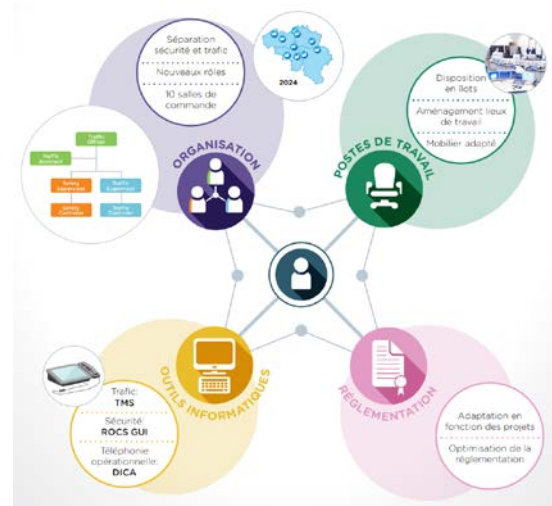 Séparation
sécurité et trafic
Nouveaux rôles
10 salles de
commande
2024
Traffic
Officer
Traffic
Assistant
Safety
Supervisor
Traffic
Supervisor
Safety
Controller
Traffic
Controller
ORGANISATION
Disposition
en îlots
Aménagement lieux
de travail
Mobilier adapté
POSTES DE TRAVAIL
OUTILS INFORMATIQUES
Trafic:
TMS
Sécurité:
ROCS GUI
Téléphonie
opérationnelle:
DICA
RÉGLEMENTATION
Adaptation en
fonction des projets
Optimisation de la
réglementation